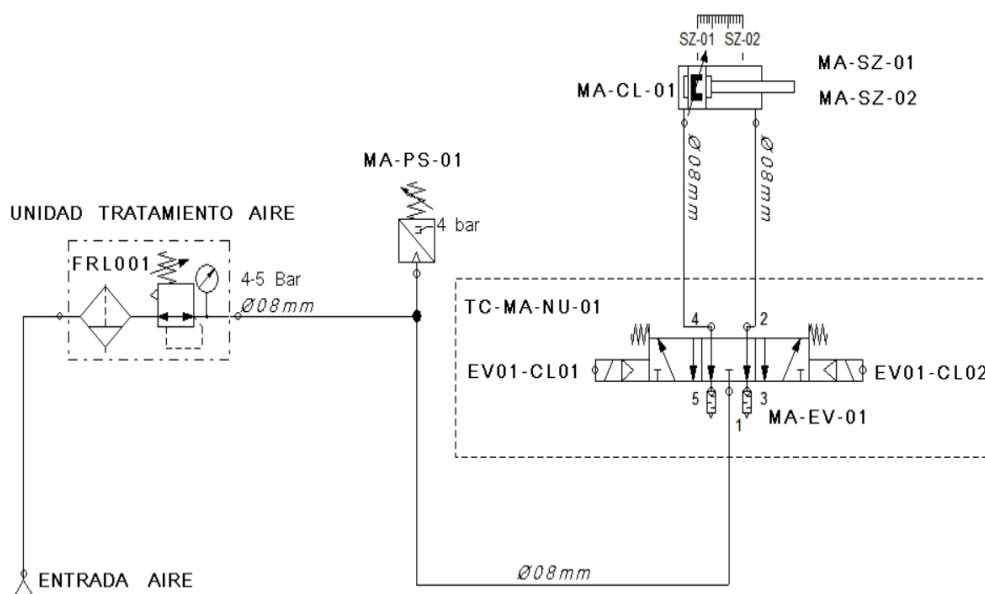 SZ-01 SZ-02
MA-SZ-01
MA-CL-01
MA-SZ-02
Ø08mm
Ø08mm
MA-PS-01
4 bar
UNIDAD TRATAMIENTO AIRE
FRL001
4-5 Bar
Ø08mm
TC-MA-NU-01
4
2
EV01-CL01
EV01-CL02
5
3
1
MA-EV-01
Ø08mm
ENTRADA AIRE